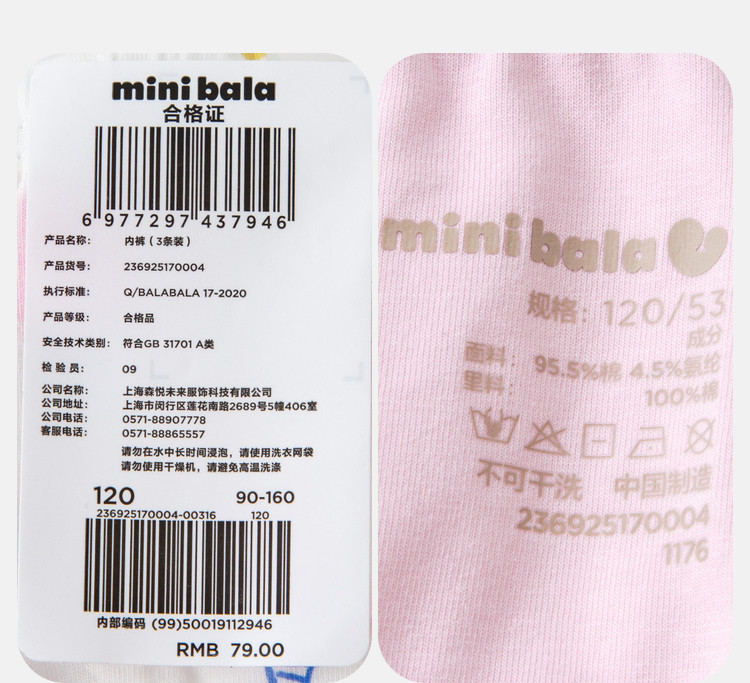 mini bala
合格证
6 977297 437946
产品名称: 内裤(3条装)
产品货号: 236925170004
执行标准: Q/BALABALA 17-2020
产品等级: 合格品
安全技术类别: 符合GB 31701 A类
检 验 员: 09
公司名称: 上海森悦未来服饰科技有限公司
公司地址: 上海市闵行区莲花南路2689号5幢406室
公司电话: 0571-88907778
客服电话: 0571-88865557
请勿在水中长时间浸泡,请使用洗衣网袋
请勿使用干燥机,请避免高温洗涤
120 90-160
236925170004-00316 120
内部编码 (99)50019112946
RMB 79.00
mini bala
规格: 120/53
成分
面料: 95.5%棉 4.5%氨纶
里料: 100%棉
不可干洗 中国制造
236925170004
1176